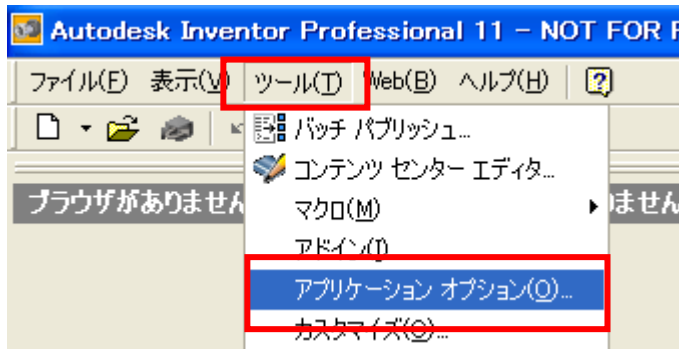 Autodesk Inventor Professional 11 - NOT FOR
ファイル(F) 表示(V) ツール(T) Web(B) ヘルプ(H)
バッチ パブリッシュ...
コンテンツ センター エディタ...
ブラウザがありません
マクロ(M)
ません
アドイン(I)
アプリケーション オプション(O)...
カスタマイズ(O)...